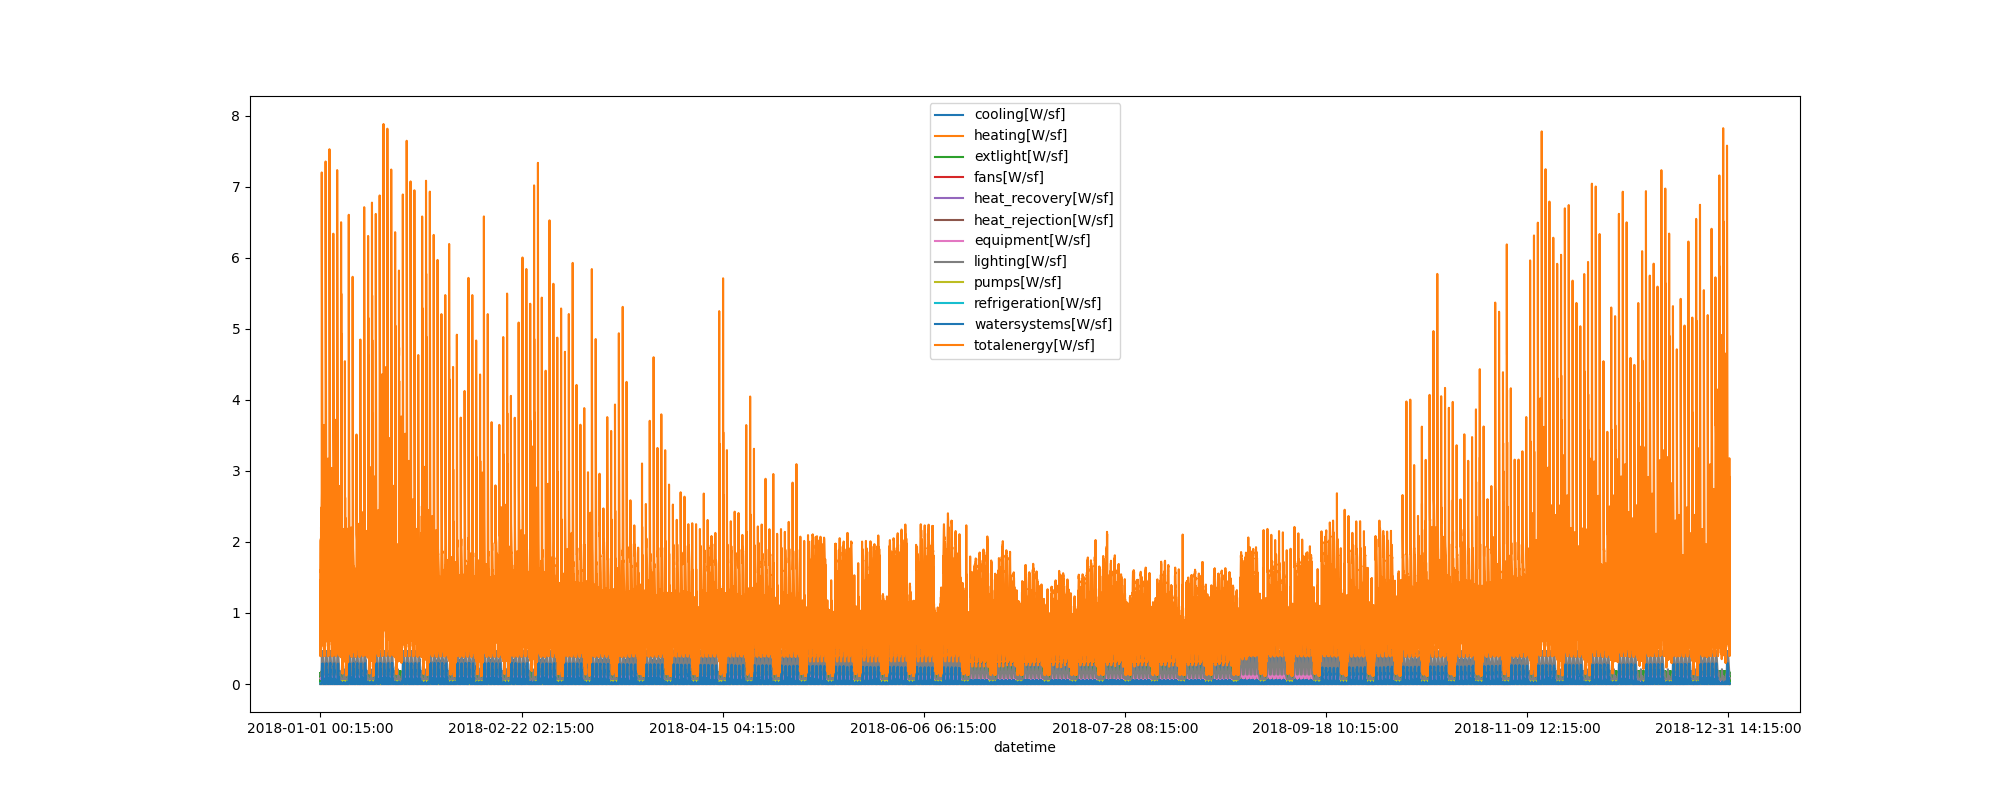 8
7
6
5
4
3
2
1
0
cooling[W/sf]
heating[W/sf]
extlight[W/sf]
fans[W/sf]
heat_recovery[W/sf]
heat_rejection[W/sf]
equipment[W/sf]
lighting[W/sf]
pumps[W/sf]
refrigeration[W/sf]
watersystems[W/sf]
totalenergy[W/sf]
2018-01-01 00:15:00 2018-02-22 02:15:00 2018-04-15 04:15:00 2018-06-06 06:15:00 2018-07-28 08:15:00 2018-09-18 10:15:00 2018-11-09 12:15:00 2018-12-31 14:15:00
datetime